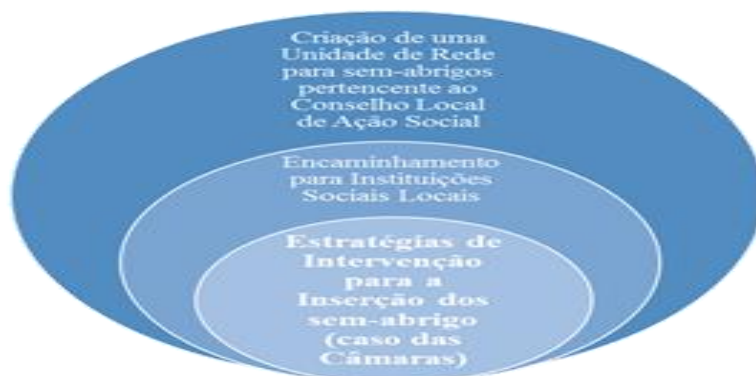 Criação de uma
Unidade de Rede
para sem-abrigos
pertencente ao
Conselho Local
de Ação Social
Encaminhamento
para Instituições
Sociais Locais
Estratégias de
Intervenção
para a
Inserção dos
sem-abrigo
(caso das
Câmaras)